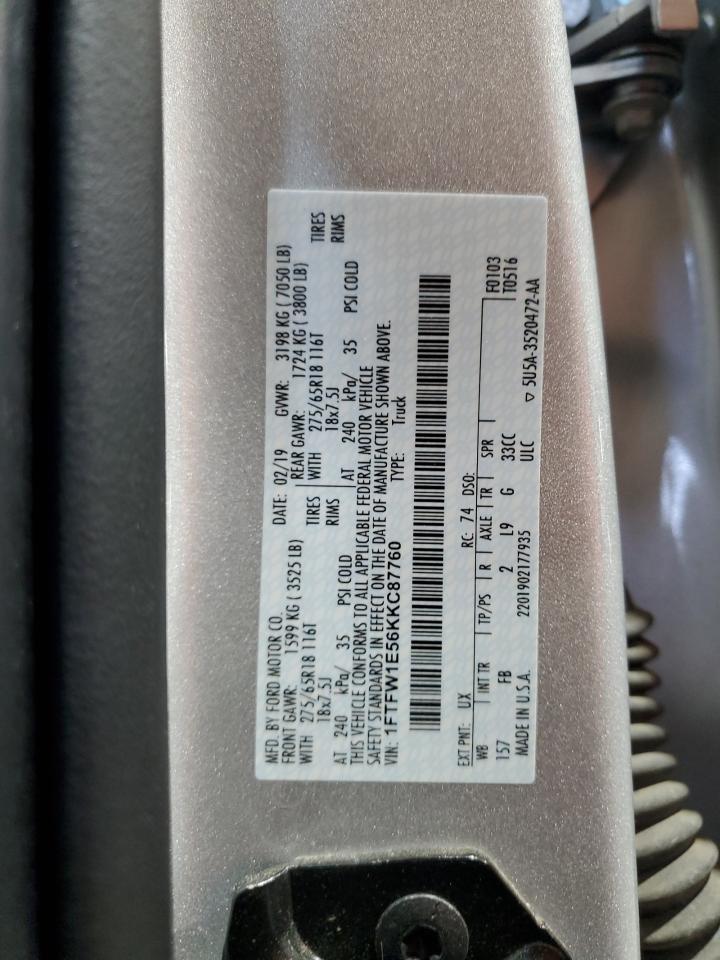 MFD. BY FORD MOTOR CO.
DATE: 02/19 GVWR: 3198 KG ( 7050 LB)
FRONT GAWR: 1599 KG ( 3525 LB) REAR GAWR: 1724 KG ( 3800 LB)
WITH 275/65R18 116T TIRES WITH 275/65R18 116T TIRES
18x7.5J RIMS 18x7.5J RIMS
AT 240 kPa/ 35 PSI COLD AT 240 kPa/ 35 PSI COLD
THIS VEHICLE CONFORMS TO ALL APPLICABLE FEDERAL MOTOR VEHICLE
SAFETY STANDARDS IN EFFECT ON THE DATE OF MANUFACTURE SHOWN ABOVE.
VIN: 1FTFW1E56KKC87760 TYPE: Truck
EXT PNT: UX RC: 74 DSO:
WB INT TR TP/PS R AXLE TR SPR F0103
157 FB 2 L9 G 33CC T0516
MADE IN U.S.A. 2201902177935 ULC ▽ 5U5A-3520472-AA